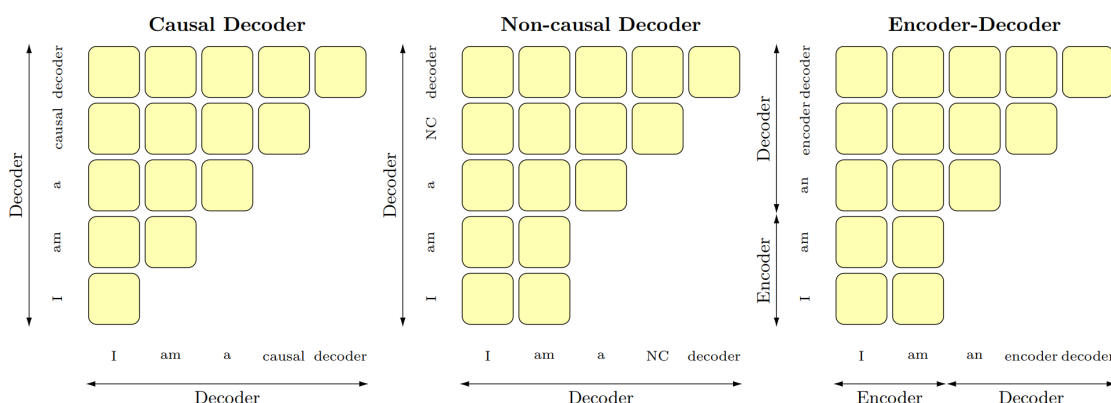 Causal Decoder
Decoder
decoder
causal
a
am
I
I am a causal decoder
Decoder
Non-causal Decoder
Decoder
decoder
NC
a
am
I
I am a NC decoder
Decoder
Encoder-Decoder
Decoder
Encoder
decoder
encoder
an
am
I
I am an encoder decoder
Encoder Decoder